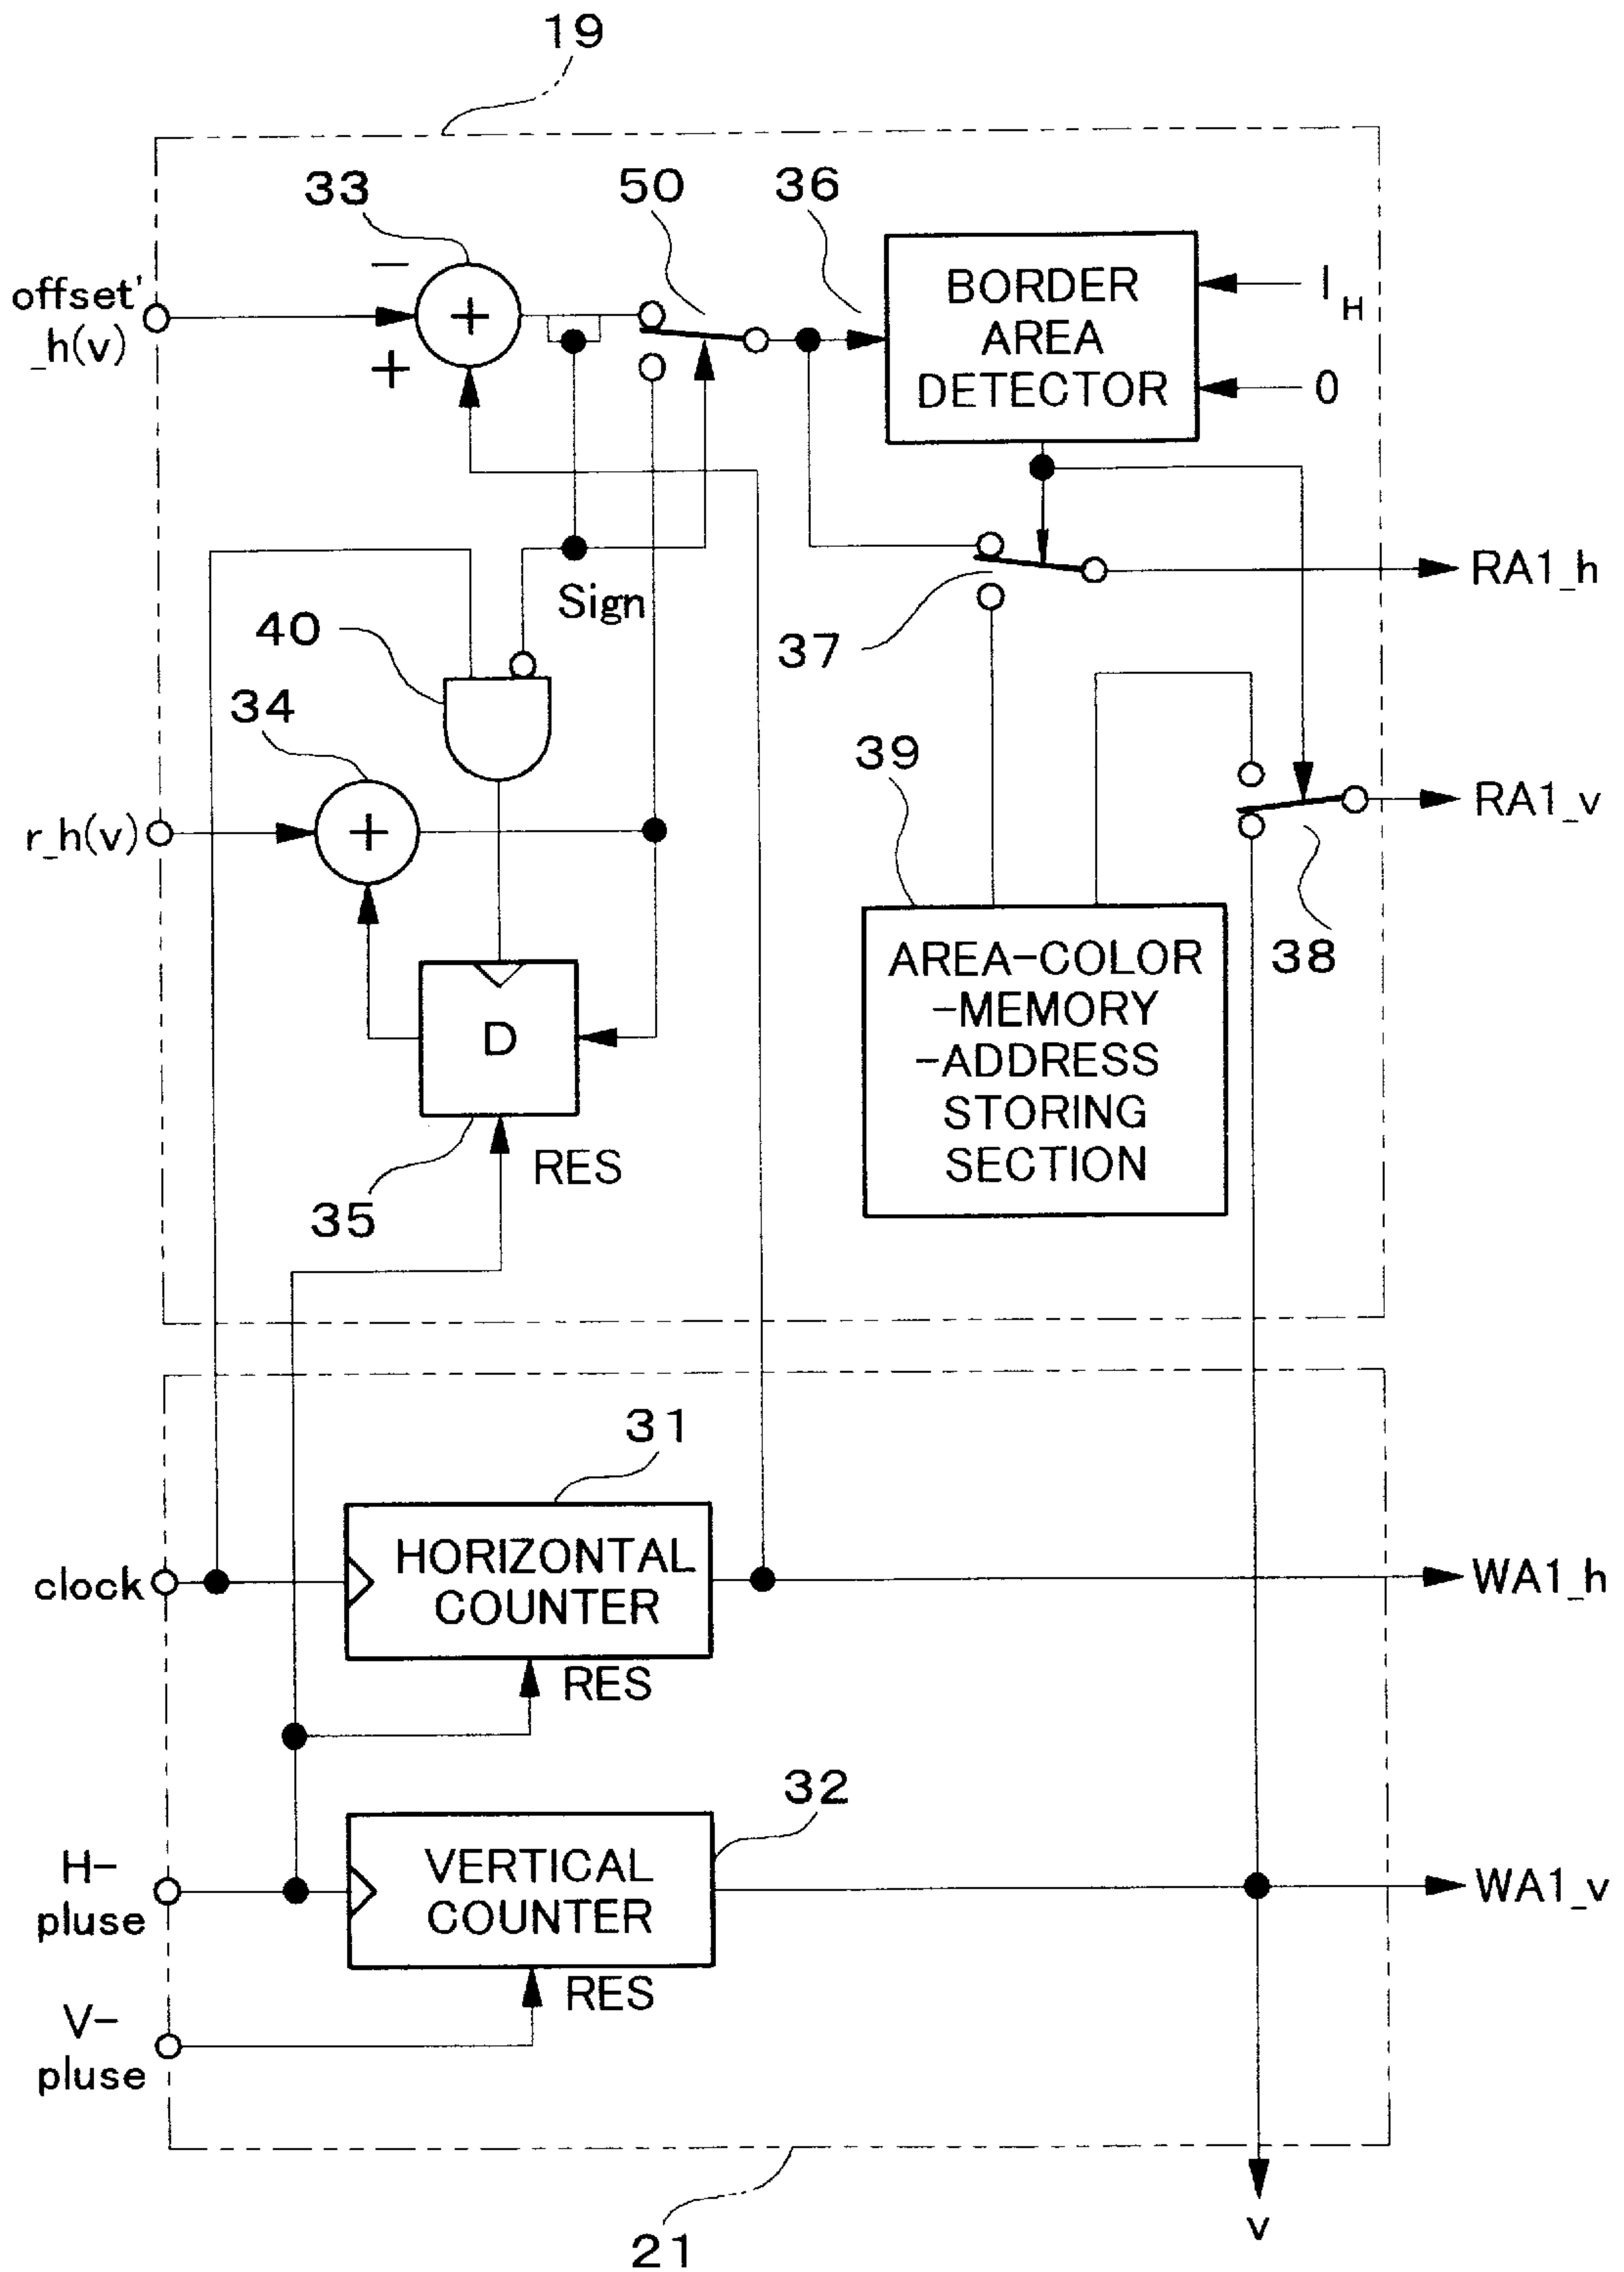 19
33
50
36
−
offset'
_h(v)
+
+
BORDER
AREA
DETECTOR
I H
0
RA1_h
Sign
40
37
34
39
RA1_v
r_h(v)
+
38
AREA-COLOR
-MEMORY
-ADDRESS
STORING
SECTION
D
RES
35
31
HORIZONTAL
COUNTER
clock
WA1_h
RES
32
H-
pluse
VERTICAL
COUNTER
WA1_v
RES
V-
pluse
21
v